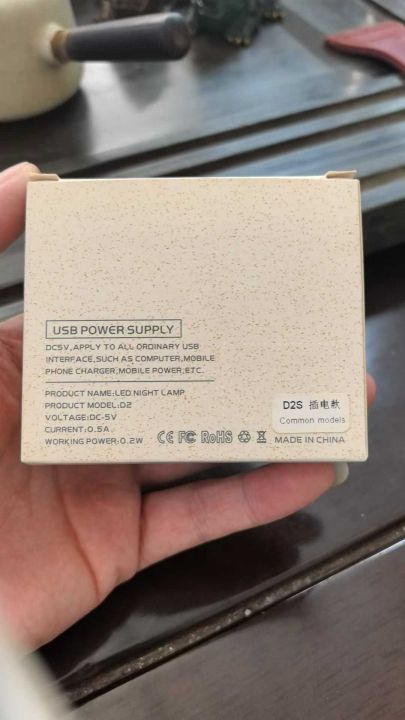 USB POWER SUPPLY
DC5V,APPLY TO ALL ORDINARY USB
INTERFACE,SUCH AS COMPUTER,MOBILE
PHONE CHARGER,MOBILE POWER,ETC.
PRODUCT NAME:LED NIGHT LAMP
PRODUCT MODEL:D2
VOLTAGE:DC-5V
CURRENT:0.5A
WORKING POWER:0.2W
CE FC RoHS
D2S 插电款
Common models
MADE IN CHINA